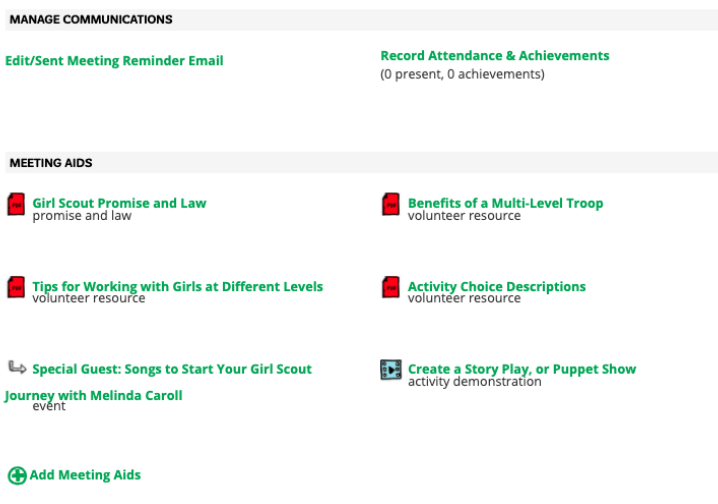 MANAGE COMMUNICATIONS
Edit/Sent Meeting Reminder Email
Record Attendance & Achievements
(0 present, 0 achievements)
MEETING AIDS
Girl Scout Promise and Law
promise and law
Benefits of a Multi-Level Troop
volunteer resource
Tips for Working with Girls at Different Levels
volunteer resource
Activity Choice Descriptions
volunteer resource
Special Guest: Songs to Start Your Girl Scout
Journey with Melinda Caroll
event
Create a Story Play, or Puppet Show
activity demonstration
Add Meeting Aids